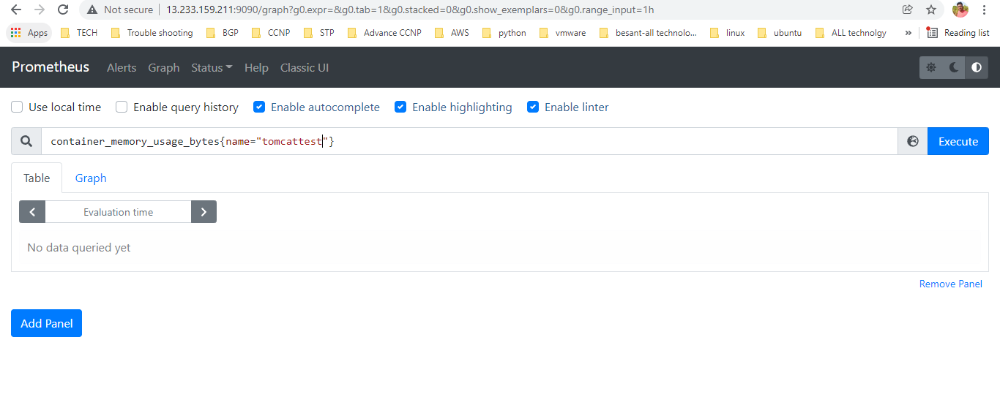 Not secure 13.233.159.211:9090/graph?g0.expr=&g0.tab=1&g0.stacked=0&g0.show_exemplars=0&g0.range_input=1h
Apps TECH Trouble shooting BGP CCNP STP Advance CCNP AWS python vmware besant-all technolo... linux ubuntu ALL technolgy » Reading list
Prometheus Alerts Graph Status Help Classic UI
Use local time Enable query history Enable autocomplete Enable highlighting Enable linter
container_memory_usage_bytes{name="tomcattest"} Execute
Table Graph
Evaluation time
No data queried yet
Remove Panel
Add Panel